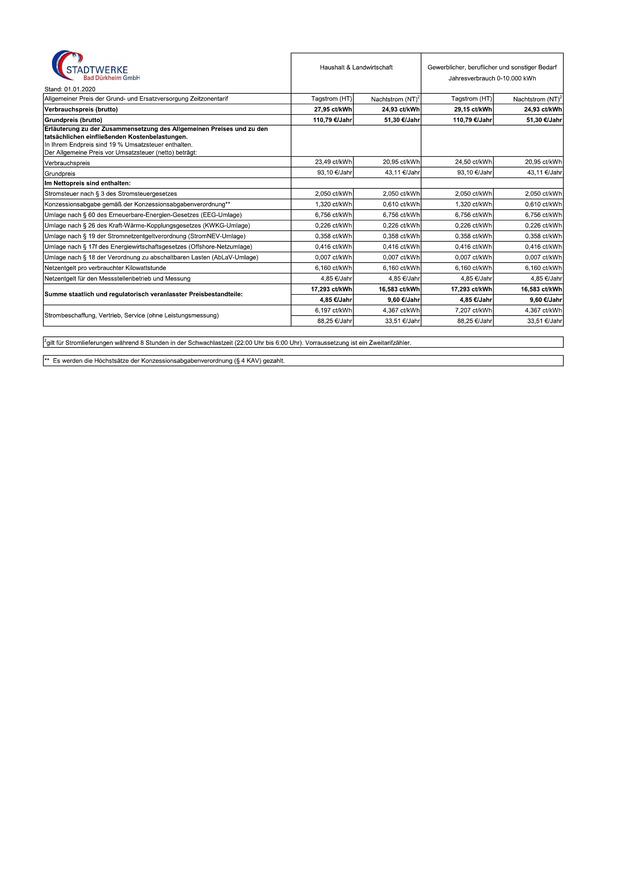 STADTWERKE
Bad Dürkheim GmbH
Stand: 01.01.2020
Haushalt & Landwirtschaft
Gewerblicher, beruflicher und sonstiger Bedarf
Jahresverbrauch 0-10.000 kWh
Allgemeiner Preis der Grund- und Ersatzversorgung Zeitzonentarif Tagstrom (HT) Nachtstrom (NT)² Tagstrom (HT) Nachtstrom (NT)²
Verbrauchspreis (brutto) 27,95 ct/kWh 24,93 ct/kWh 29,15 ct/kWh 24,93 ct/kWh
Grundpreis (brutto) 110,79 €/Jahr 51,30 €/Jahr 110,79 €/Jahr 51,30 €/Jahr
Erläuterung zu der Zusammensetzung des Allgemeinen Preises und zu den
tatsächlichen einfließenden Kostenbelastungen.
In Ihrem Endpreis sind 19 % Umsatzsteuer enthalten.
Der Allgemeine Preis vor Umsatzsteuer (netto) beträgt:
Verbrauchspreis 23,49 ct/kWh 20,95 ct/kWh 24,50 ct/kWh 20,95 ct/kWh
Grundpreis 93,10 €/Jahr 43,11 €/Jahr 93,10 €/Jahr 43,11 €/Jahr
Im Nettopreis sind enthalten:
Stromsteuer nach § 3 des Stromsteuergesetzes 2,050 ct/kWh 2,050 ct/kWh 2,050 ct/kWh 2,050 ct/kWh
Konzessionsabgabe gemäß der Konzessionsabgabenverordnung** 1,320 ct/kWh 0,610 ct/kWh 1,320 ct/kWh 0,610 ct/kWh
Umlage nach § 60 des Erneuerbare-Energien-Gesetzes (EEG-Umlage) 6,756 ct/kWh 6,756 ct/kWh 6,756 ct/kWh 6,756 ct/kWh
Umlage nach § 26 des Kraft-Wärme-Kopplungsgesetzes (KWKG-Umlage) 0,226 ct/kWh 0,226 ct/kWh 0,226 ct/kWh 0,226 ct/kWh
Umlage nach § 19 der Stromnetzentgeltverordnung (StromNEV-Umlage) 0,358 ct/kWh 0,358 ct/kWh 0,358 ct/kWh 0,358 ct/kWh
Umlage nach § 17f des Energiewirtschaftsgesetzes (Offshore-Netzumlage) 0,416 ct/kWh 0,416 ct/kWh 0,416 ct/kWh 0,416 ct/kWh
Umlage nach § 18 der Verordnung zu abschaltbaren Lasten (AbLaV-Umlage) 0,007 ct/kWh 0,007 ct/kWh 0,007 ct/kWh 0,007 ct/kWh
Netzentgelt pro verbrauchter Kilowattstunde 6,160 ct/kWh 6,160 ct/kWh 6,160 ct/kWh 6,160 ct/kWh
Netzentgelt für den Messstellenbetrieb und Messung 4,85 €/Jahr 4,85 €/Jahr 4,85 €/Jahr 4,85 €/Jahr
Summe staatlich und regulatorisch veranlasster Preisbestandteile: 17,293 ct/kWh 16,583 ct/kWh 17,293 ct/kWh 16,583 ct/kWh
4,85 €/Jahr 9,60 €/Jahr 4,85 €/Jahr 9,60 €/Jahr
Strombeschaffung, Vertrieb, Service (ohne Leistungsmessung) 6,197 ct/kWh 4,367 ct/kWh 7,207 ct/kWh 4,367 ct/kWh
88,25 €/Jahr 33,51 €/Jahr 88,25 €/Jahr 33,51 €/Jahr
²gilt für Stromlieferungen während 8 Stunden in der Schwachlastzeit (22:00 Uhr bis 6:00 Uhr). Vorraussetzung ist ein Zweitarifzähler.
** Es werden die Höchstsätze der Konzessionsabgabenverordnung (§ 4 KAV) gezahlt.